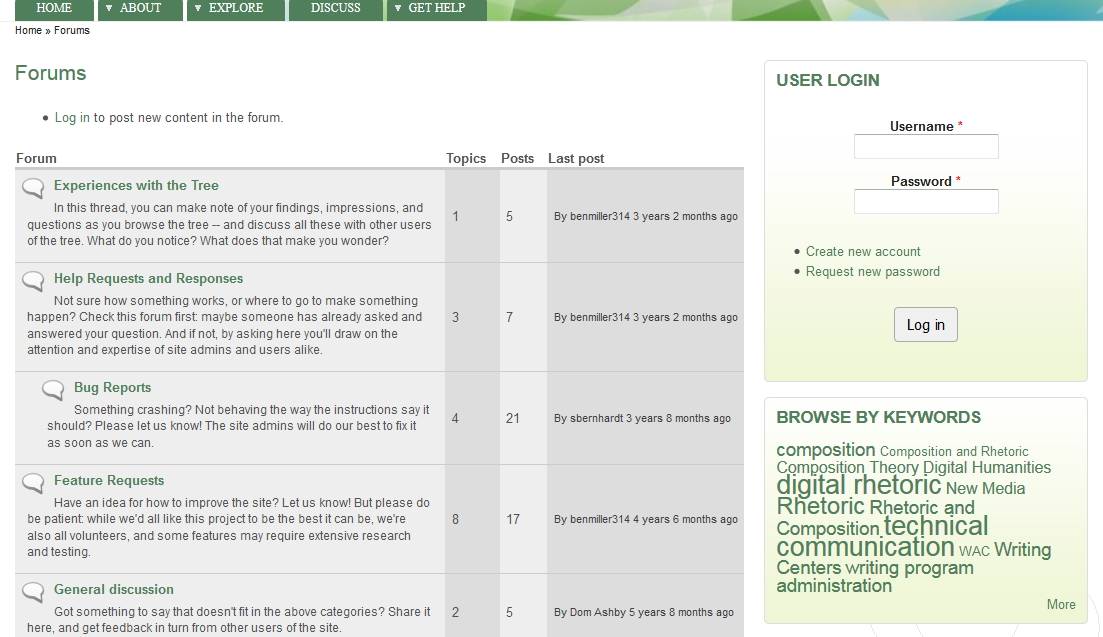 HOME ▼ ABOUT ▼ EXPLORE DISCUSS ▼ GET HELP
Home » Forums
Forums
• Log in to post new content in the forum.
Forum Topics Posts Last post
Experiences with the Tree
In this thread, you can make note of your findings, impressions, and
questions as you browse the tree -- and discuss all these with other users
of the tree. What do you notice? What does that make you wonder?
1 5 By benmiller314 3 years 2 months ago
Help Requests and Responses
Not sure how something works, or where to go to make something
happen? Check this forum first: maybe someone has already asked and
answered your question. And if not, by asking here you'll draw on the
attention and expertise of site admins and users alike.
3 7 By benmiller314 3 years 2 months ago
Bug Reports
Something crashing? Not behaving the way the instructions say it
should? Please let us know! The site admins will do our best to fix it
as soon as we can.
4 21 By sbernhardt 3 years 8 months ago
Feature Requests
Have an idea for how to improve the site? Let us know! But please do
be patient: while we'd all like this project to be the best it can be, we're
also all volunteers, and some features may require extensive research
and testing.
8 17 By benmiller314 4 years 6 months ago
General discussion
Got something to say that doesn't fit in the above categories? Share it
here, and get feedback in turn from other users of the site.
2 5 By Dom Ashby 5 years 8 months ago
USER LOGIN
Username *
Password *
• Create new account
• Request new password
Log in
BROWSE BY KEYWORDS
composition Composition and Rhetoric
Composition Theory Digital Humanities
digital rhetoric New Media
Rhetoric Rhetoric and
Composition technical
communication WAC Writing
Centers writing program
administration
More